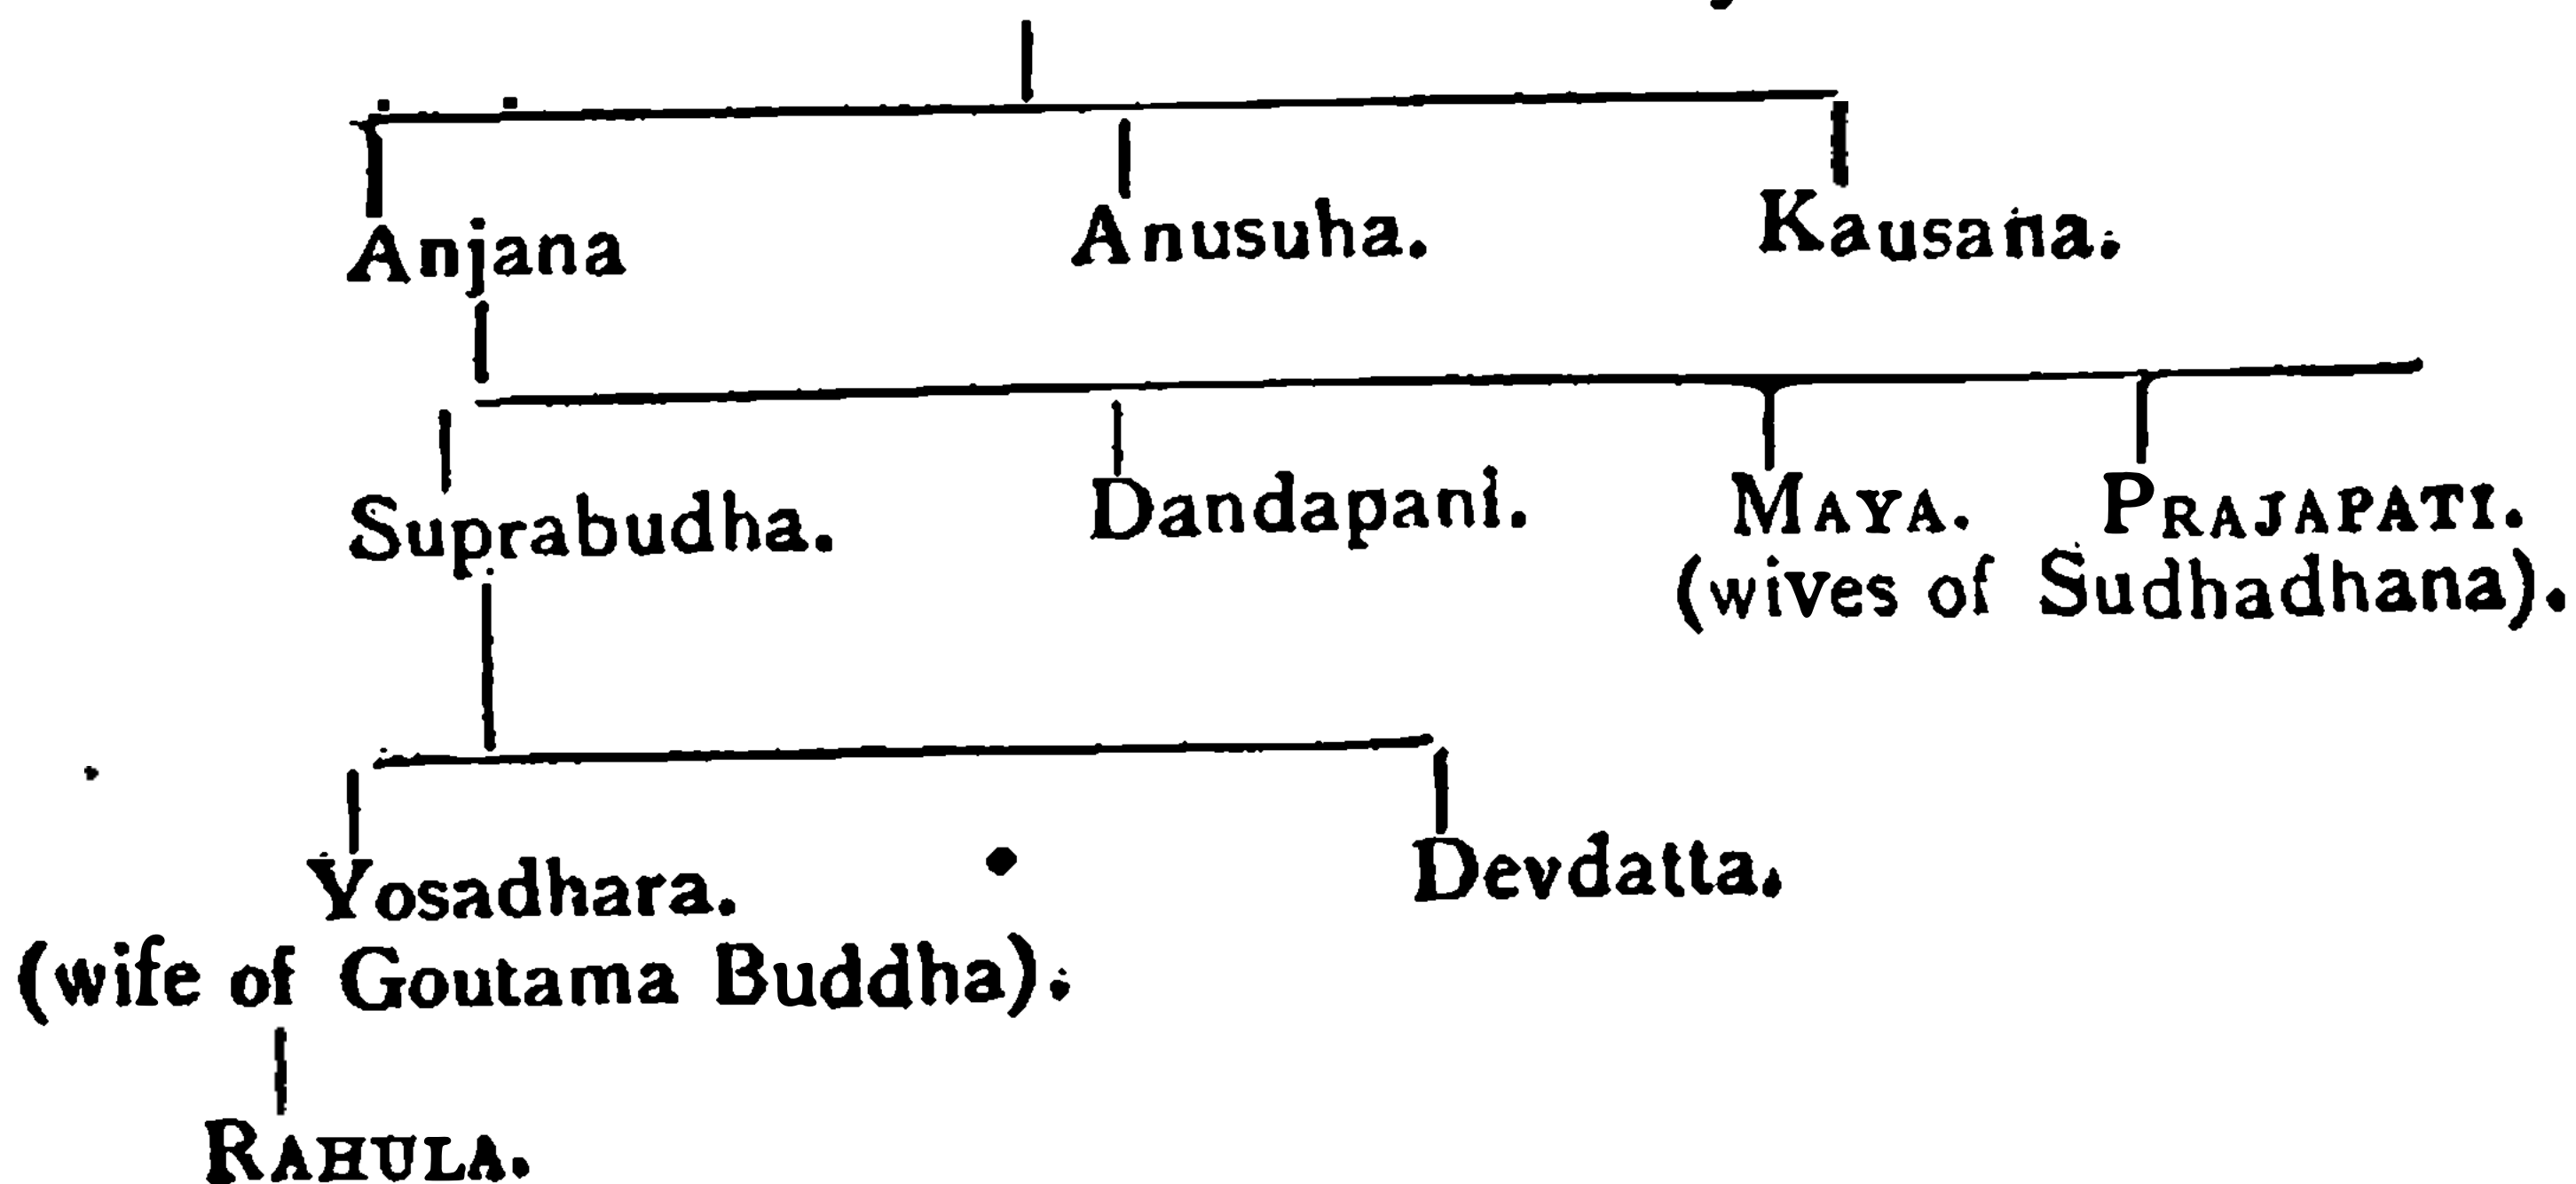 Anjana Anusuha. Kausana.
Suprabudha. Dandapani. MAYA. PRAJAPATI.
(wives of Sudhadhana).
Yosadhara. Devdatta.
(wife of Goutama Buddha).
RAHULA.